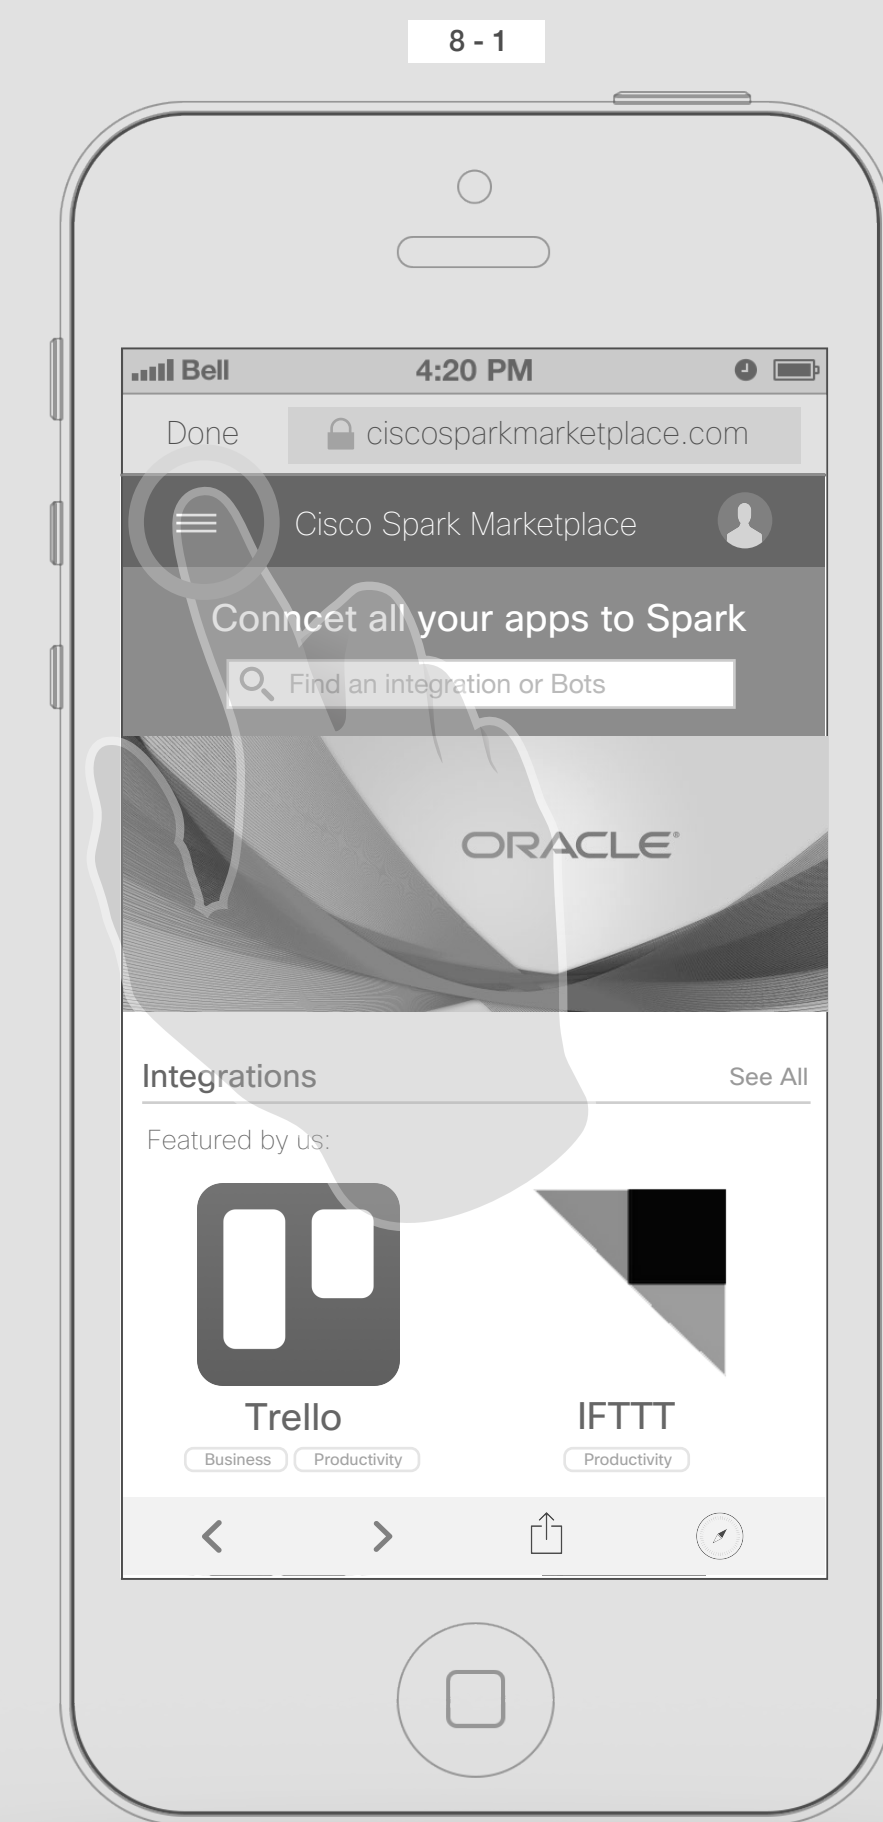 8 - 1
Bell 4:20 PM
Done ciscosparkmarketplace.com
Cisco Spark Marketplace
Conncet all your apps to Spark
Find an integration or Bots
ORACLE®
Integrations See All
Featured by us:
Trello IFTTT
Business Productivity Productivity